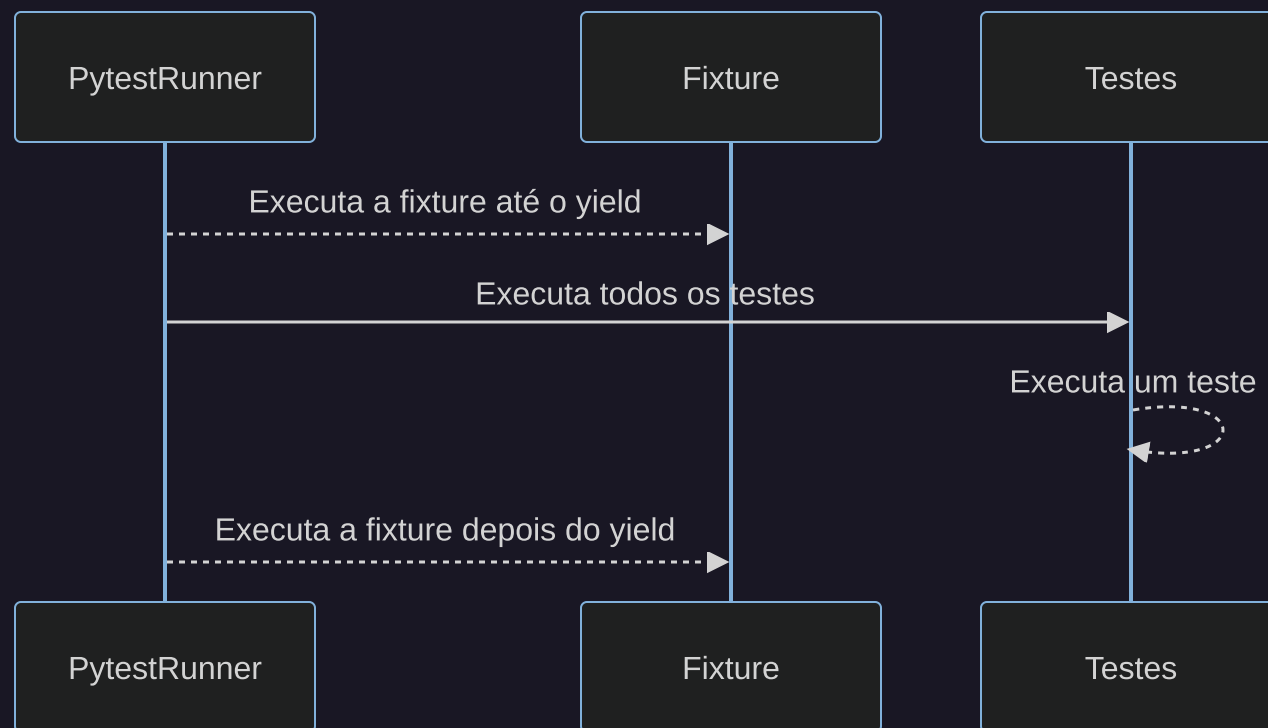 PytestRunner
Fixture
Testes
Executa a fixture até o yield
Executa todos os testes
Executa um teste
Executa a fixture depois do yield
PytestRunner
Fixture
Testes